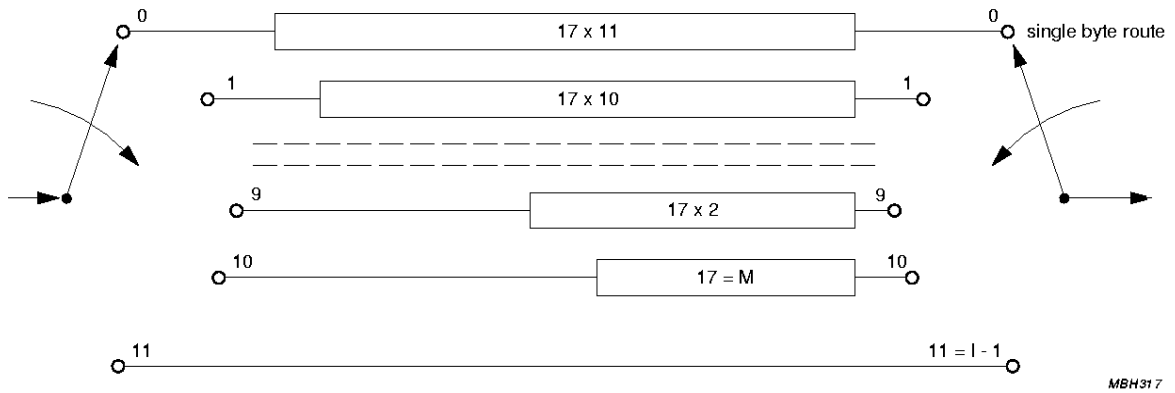 0 17 x 11 0 single byte route
1 17 x 10 1
9 17 x 2 9
10 17 = M 10
11 11 = I - 1
MBH317